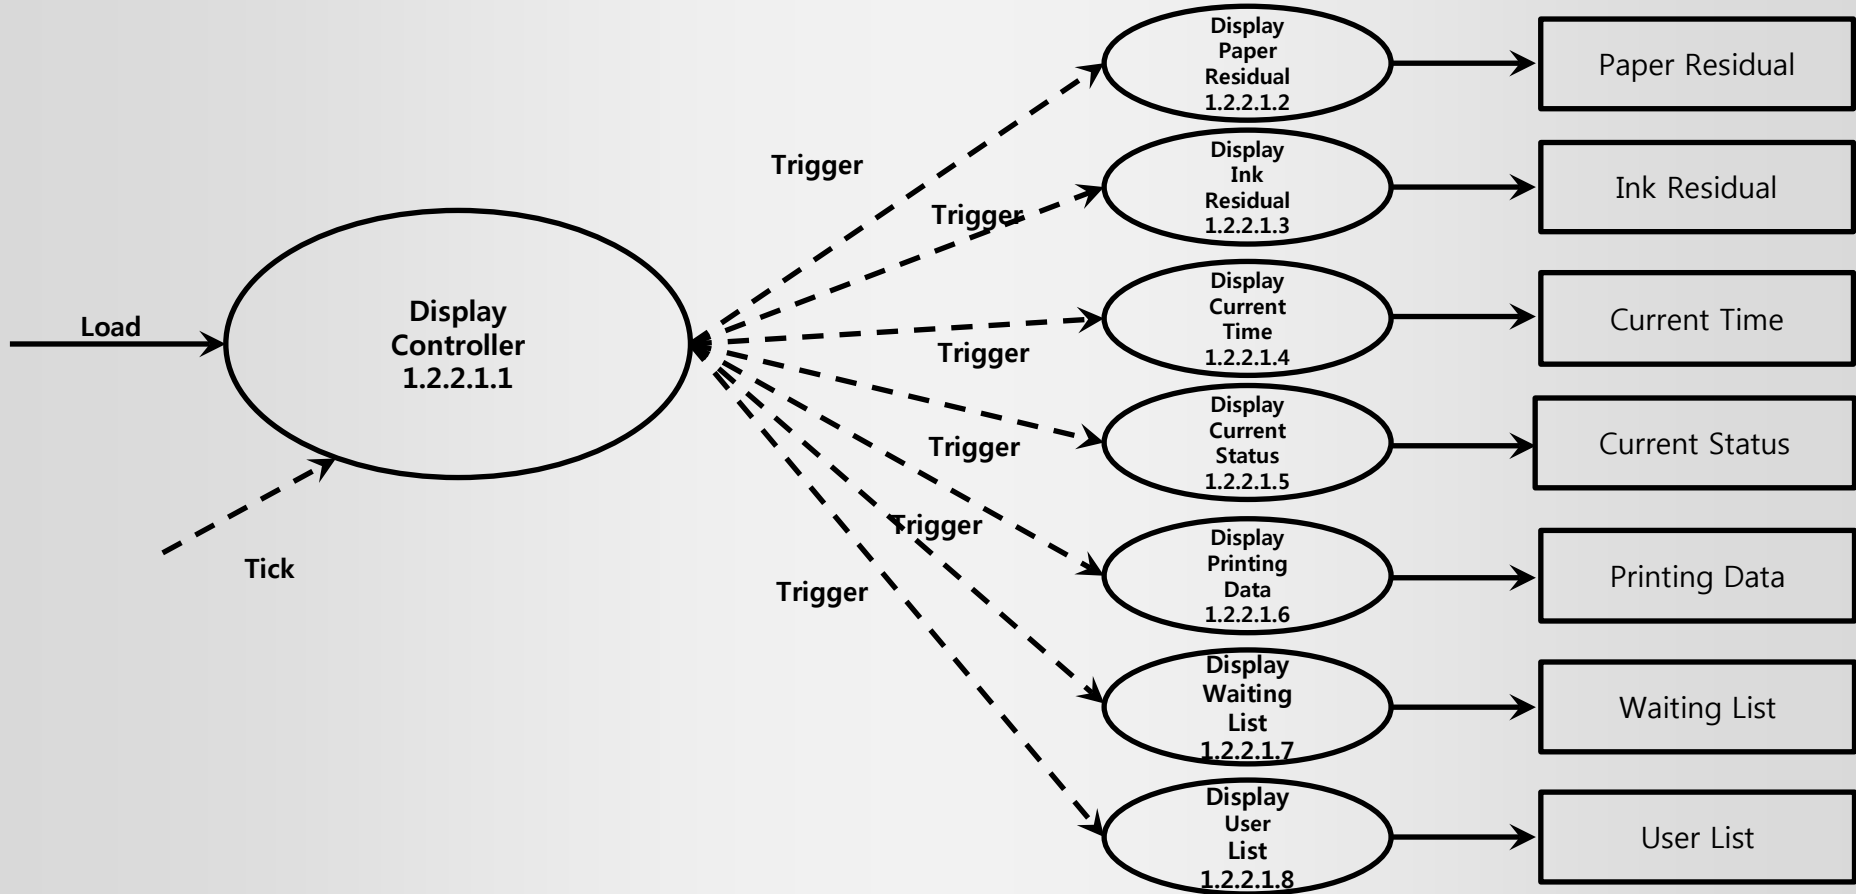 Display
Paper
Residual
1.2.2.1.2
Paper Residual
Trigger
Display
Ink
Residual
1.2.2.1.3
Ink Residual
Trigger
Display
Controller
1.2.2.1.1
Load
Display
Current
Time
1.2.2.1.4
Current Time
Trigger
Display
Current
Status
1.2.2.1.5
Current Status
Trigger
Trigger
Display
Printing
Data
1.2.2.1.6
Printing Data
Tick
Trigger
Display
Waiting
List
1.2.2.1.7
Waiting List
Display
User
List
1.2.2.1.8
User List